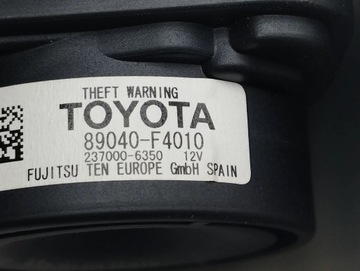 THEFT WARNING
TOYOTA
89040-F4010
237000-6350 12V
FUJITSU TEN EUROPE GmbH SPAIN